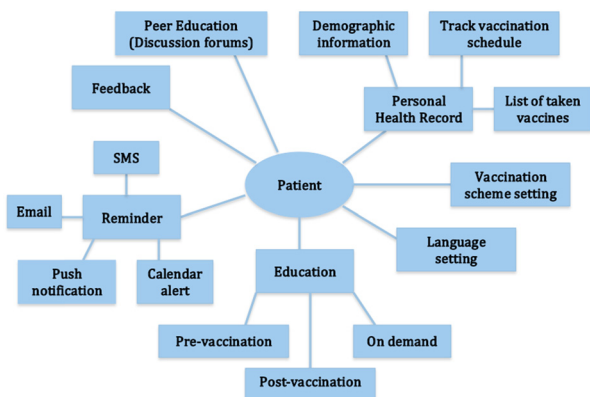 Peer Education
(Discussion forums)
Demographic
information
Track vaccination
schedule
Feedback
Personal
Health Record
List of taken
vaccines
SMS
Patient
Vaccination
scheme setting
Email
Reminder
Language
setting
Push
notification
Calendar
alert
Education
Pre-vaccination
On demand
Post-vaccination